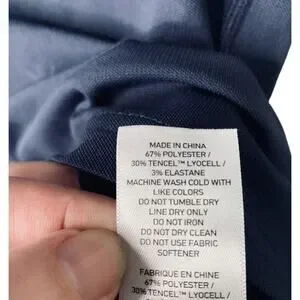 MADE IN CHINA
67% POLYESTER /
30% TENCEL™ LYOCELL /
3% ELASTANE
MACHINE WASH COLD WITH
LIKE COLORS
DO NOT TUMBLE DRY
LINE DRY ONLY
DO NOT IRON
DO NOT DRY CLEAN
DO NOT USE FABRIC
SOFTENER
FABRIQUE EN CHINE
67% POLYESTER /
30% TENCEL™ LYOCELL /